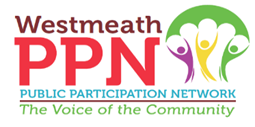 Westmeath
PPN
PUBLIC PARTICIPATION NETWORK
The Voice of the Community